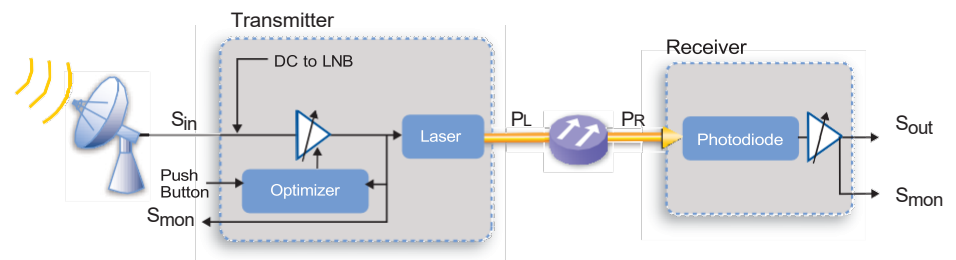 Transmitter
DC to LNB
Sin
Laser
Push
Button
Optimizer
Smon
PL
PR
Receiver
Photodiode
Sout
Smon